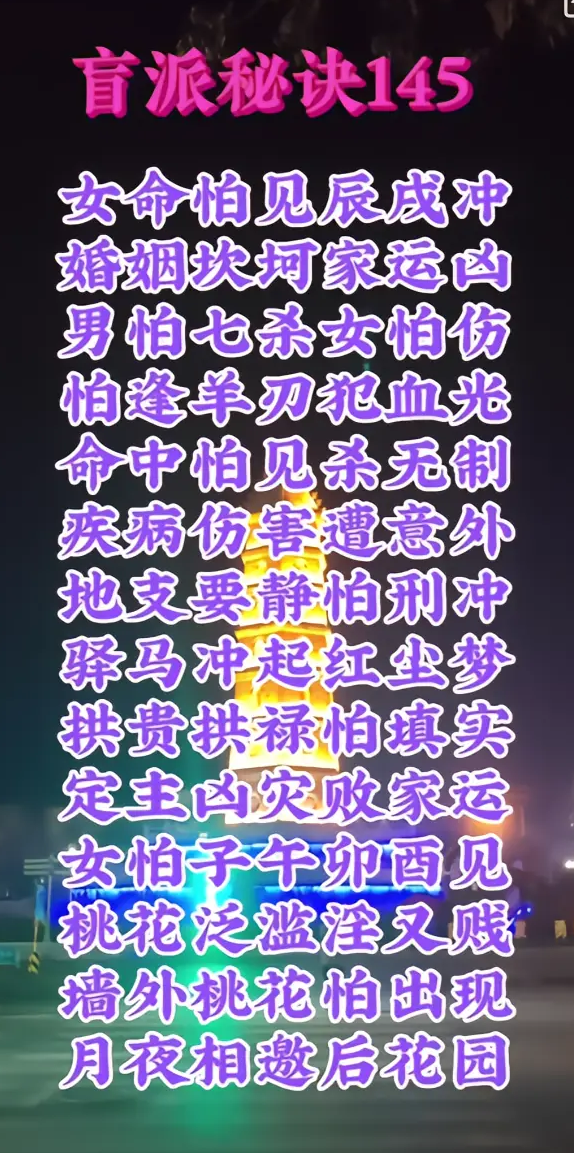 盲派秘诀145
女命怕见辰戌冲
婚姻坎坷家运凶
男怕七杀女怕伤
怕逢羊刃犯血光
命中怕见杀无制
疾病伤害遭意外
地支要静怕刑冲
驿马冲起红尘梦
拱贵拱禄怕填实
定主凶灾败家运
女怕子午卯酉见
桃花泛滥淫又贱
墙外桃花怕出现
月夜相邀后花园